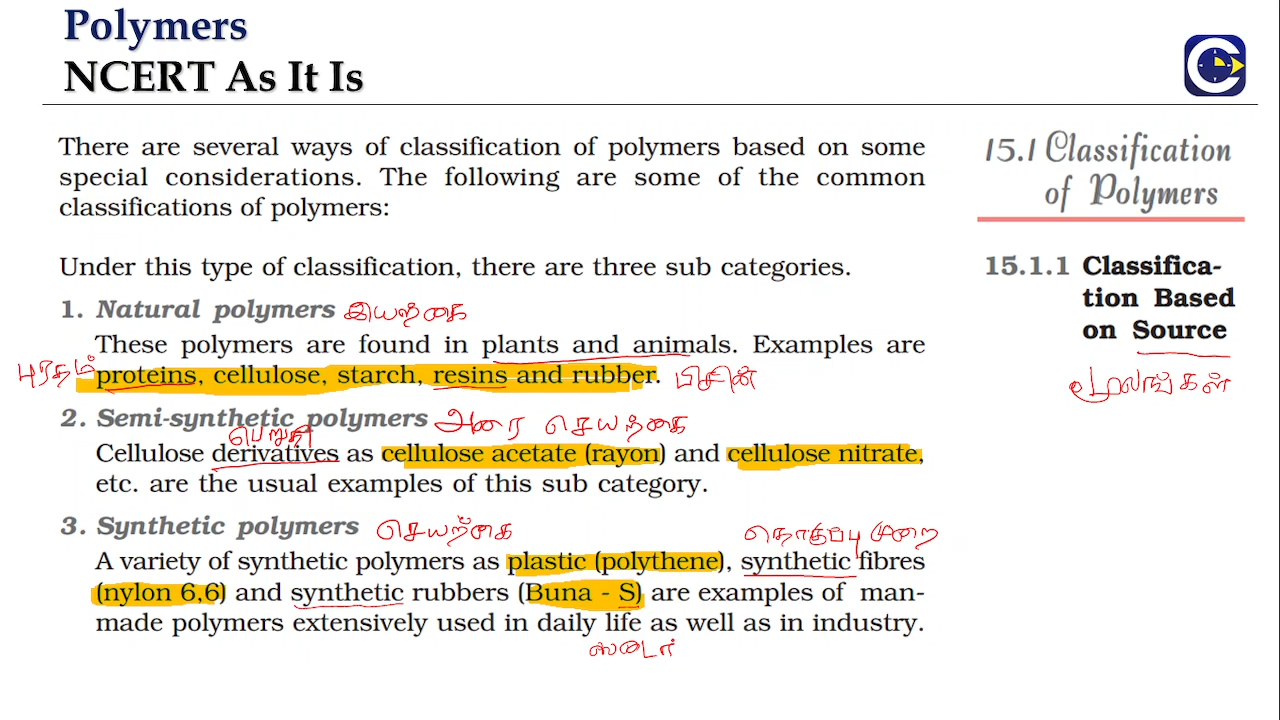 Polymers
NCERT As It Is
There are several ways of classification of polymers based on some
special considerations. The following are some of the common
classifications of polymers:
15.1 Classification
of Polymers
Under this type of classification, there are three sub categories.
15.1.1 Classifica-
tion Based
on Source
மூலங்கள்
1. Natural polymers இயற்கை
These polymers are found in plants and animals. Examples are
புரதம்
proteins, cellulose, starch, resins and rubber. பிசின்
2. Semi-synthetic polymers அரை செயற்கை
பெறுதி
Cellulose derivatives as cellulose acetate (rayon) and cellulose nitrate,
etc. are the usual examples of this sub category.
3. Synthetic polymers செயற்கை தொகுப்பு முறை
A variety of synthetic polymers as plastic (polythene), synthetic fibres
(nylon 6,6) and synthetic rubbers (Buna - S) are examples of man-
made polymers extensively used in daily life as well as in industry.